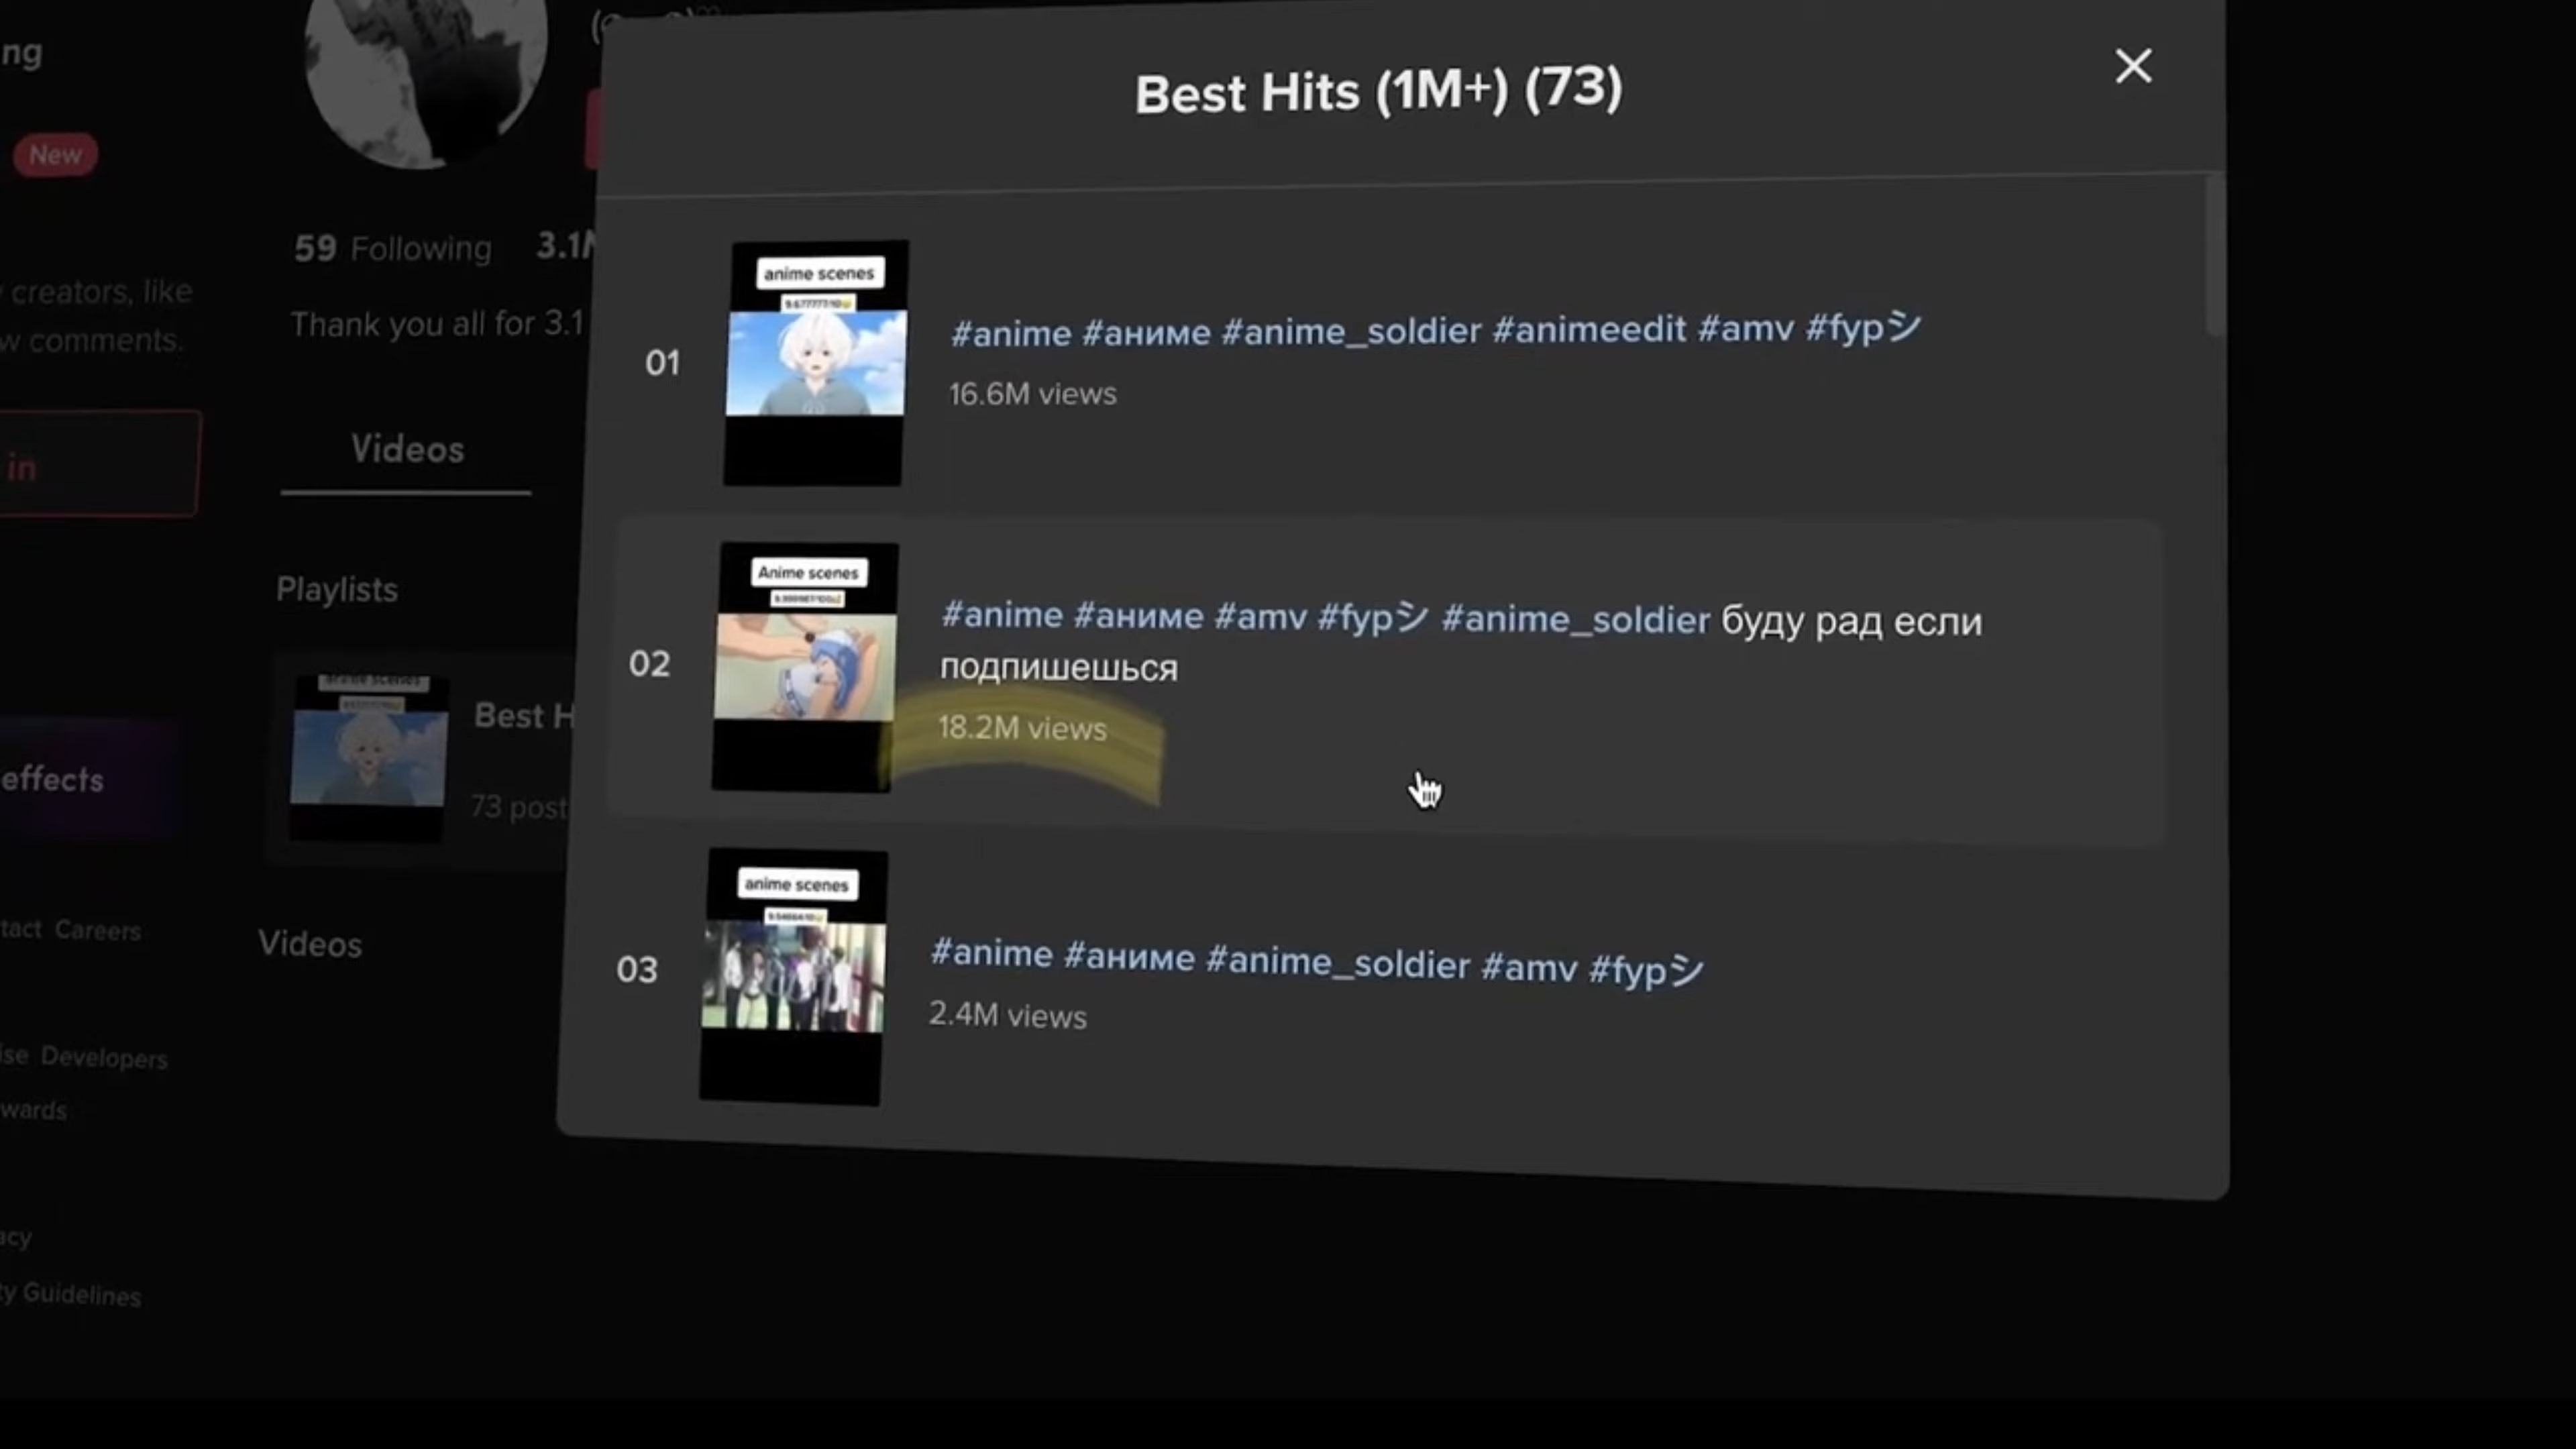 ng
New
59 Following 3.1M
creators, like
w comments.
Thank you all for 3.1
in
Videos
Playlists
effects
Best H
73 post
tact Careers
Videos
ise Developers
wards
acy
ty Guidelines
Best Hits (1M+) (73)
01
anime scenes
#anime #аниме #anime_soldier #animeedit #amv #fypシ
16.6M views
02
Anime scenes
#anime #аниме #amv #fypシ #anime_soldier буду рад если
подпишешься
18.2M views
03
anime scenes
#anime #аниме #anime_soldier #amv #fypシ
2.4M views